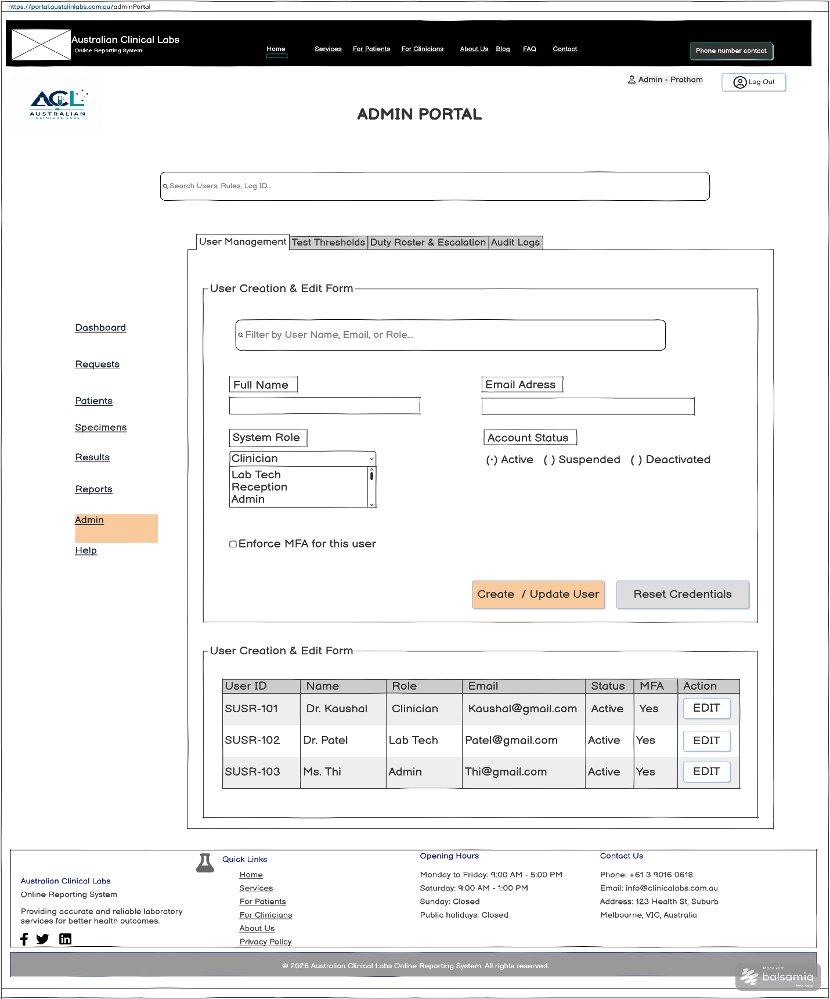 https://portal.austclinlabs.com.au/adminPortal
Australian Clinical Labs
Online Reporting System
Home Services For Patients For Clinicians About Us Blog FAQ Contact
Phone number contact
Admin - Pratham
Log Out
ACL
AUSTRALIAN
CLINICAL LABS
ADMIN PORTAL
Search Users, Rules, Log ID...
User Management Test Thresholds Duty Roster & Escalation Audit Logs
Dashboard
Requests
Patients
Specimens
Results
Reports
Admin
Help
User Creation & Edit Form
Filter by User Name, Email, or Role...
Full Name
Email Adress
System Role
Account Status
Clinician
Lab Tech
Reception
Admin
(·) Active ( ) Suspended ( ) Deactivated
Enforce MFA for this user
Create / Update User
Reset Credentials
User Creation & Edit Form
User ID Name Role Email Status MFA Action
SUSR-101 Dr. Kaushal Clinician Kaushal@gmail.com Active Yes EDIT
SUSR-102 Dr. Patel Lab Tech Patel@gmail.com Active Yes EDIT
SUSR-103 Ms. Thi Admin Thi@gmail.com Active Yes EDIT
Australian Clinical Labs
Online Reporting System
Providing accurate and reliable laboratory
services for better health outcomes.
Quick Links
Home
Services
For Patients
For Clinicians
About Us
Privacy Policy
Opening Hours
Monday to Friday: 9:00 AM - 5:00 PM
Saturday: 9:00 AM - 1:00 PM
Sunday: Closed
Public holidays: Closed
Contact Us
Phone: +61 3 9016 0618
Email: info@clinicalabs.com.au
Address: 123 Health St, Suburb
Melbourne, VIC, Australia
© 2026 Australian Clinical Labs Online Reporting System. All rights reserved.
Made with
balsamiq
free trial